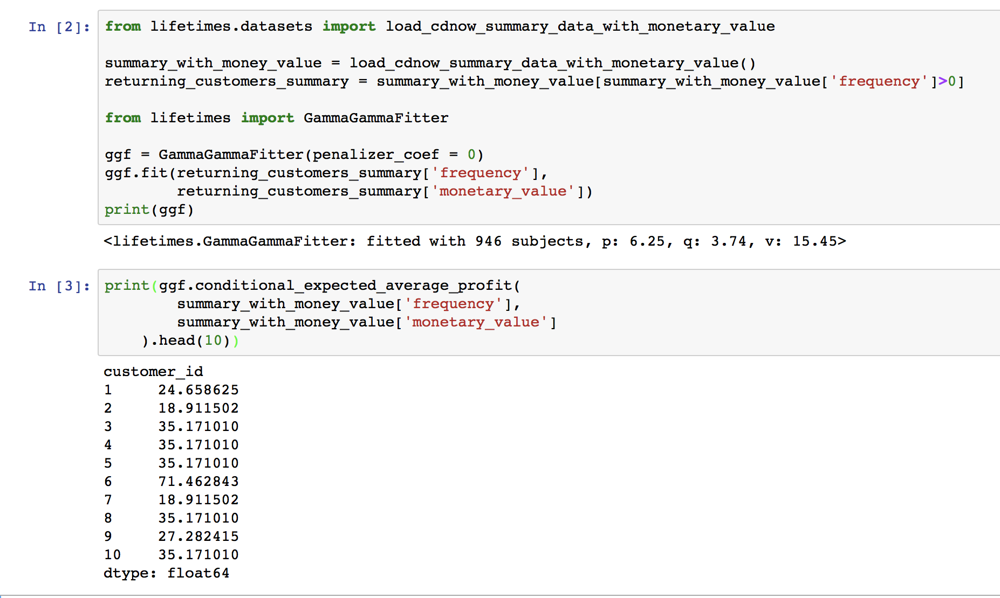 In [2]: from lifetimes.datasets import load_cdnow_summary_data_with_monetary_value
summary_with_money_value = load_cdnow_summary_data_with_monetary_value()
returning_customers_summary = summary_with_money_value[summary_with_money_value['frequency']>0]
from lifetimes import GammaGammaFitter
ggf = GammaGammaFitter(penalizer_coef = 0)
ggf.fit(returning_customers_summary['frequency'],
        returning_customers_summary['monetary_value'])
print(ggf)
<lifetimes.GammaGammaFitter: fitted with 946 subjects, p: 6.25, q: 3.74, v: 15.45>
In [3]: print(ggf.conditional_expected_average_profit(
        summary_with_money_value['frequency'],
        summary_with_money_value['monetary_value']
    ).head(10))
customer_id
1     24.658625
2     18.911502
3     35.171010
4     35.171010
5     35.171010
6     71.462843
7     18.911502
8     35.171010
9     27.282415
10    35.171010
dtype: float64